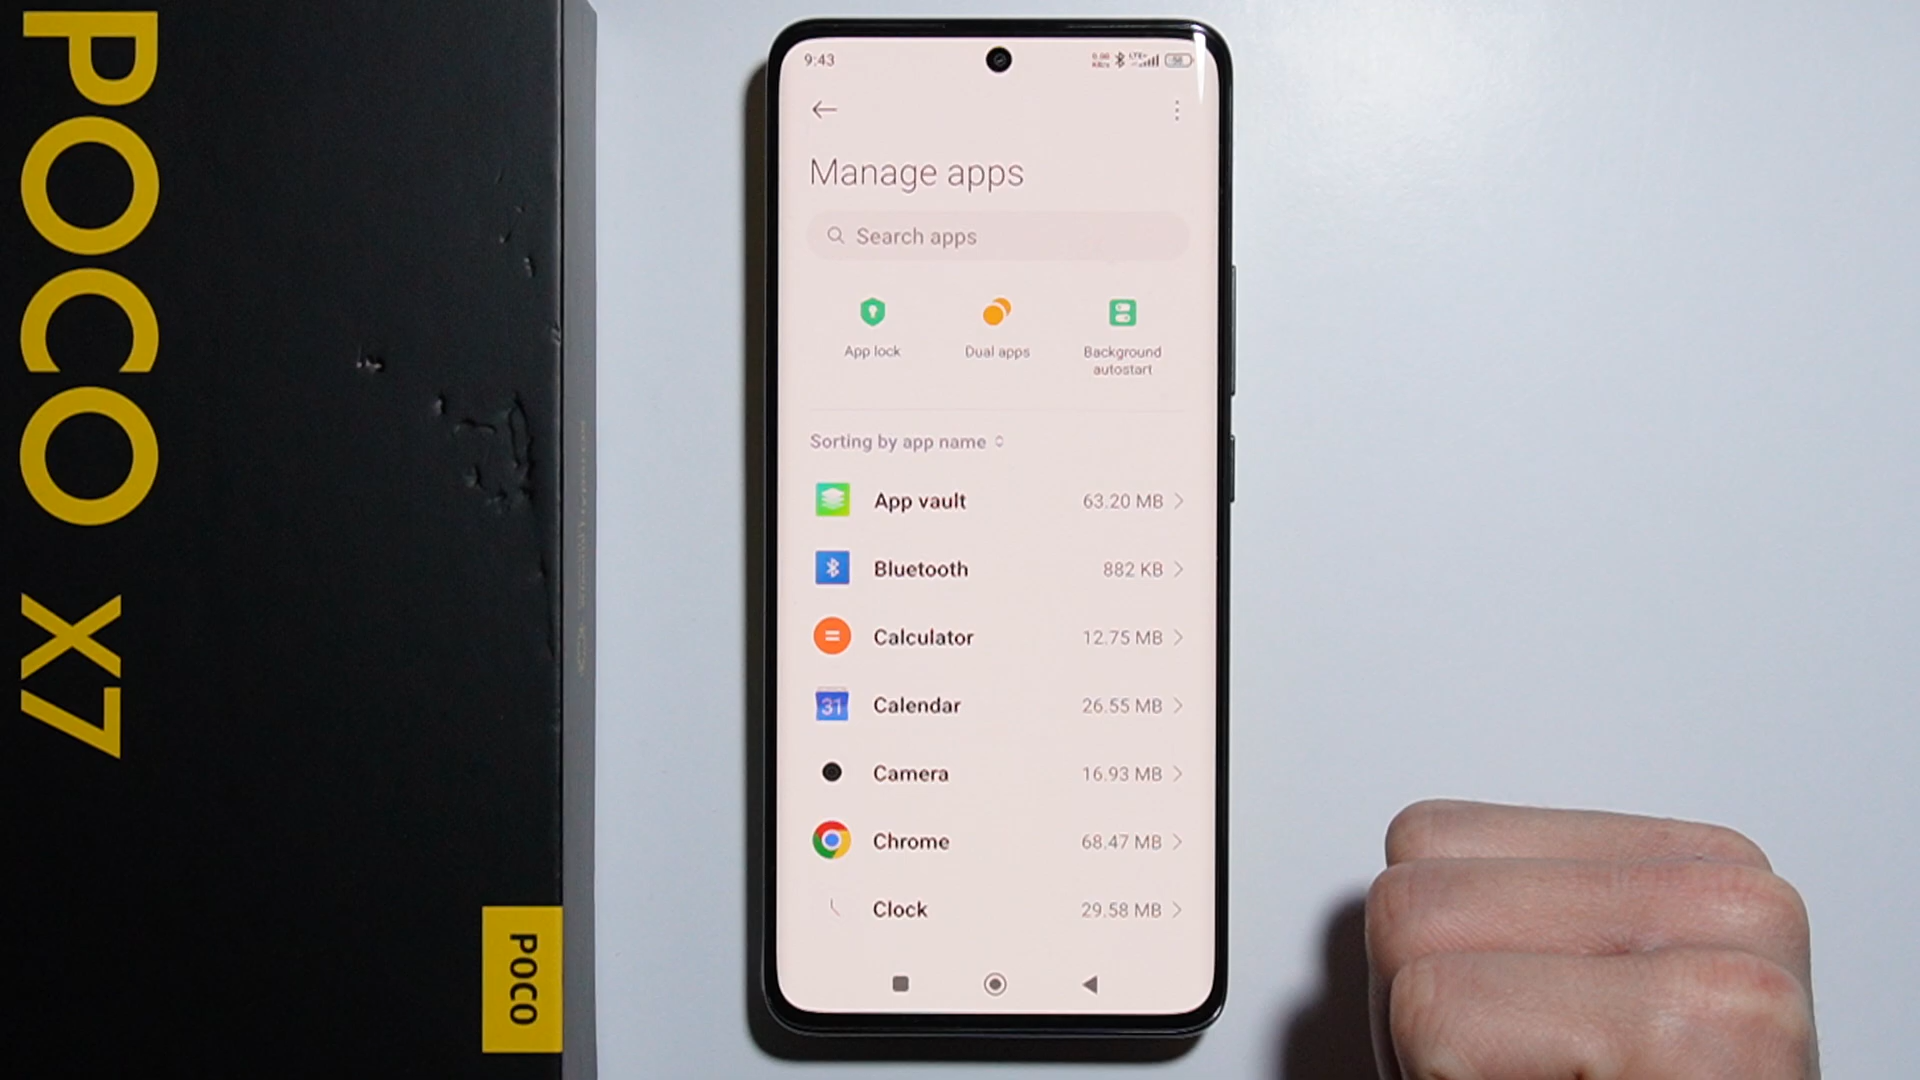 POCO X7
POCO
9:43
Manage apps
Search apps
App lock
Dual apps
Background
autostart
Sorting by app name
App vault
63.20 MB
Bluetooth
882 KB
Calculator
12.75 MB
31
Calendar
26.55 MB
Camera
16.93 MB
Chrome
68.47 MB
Clock
29.58 MB